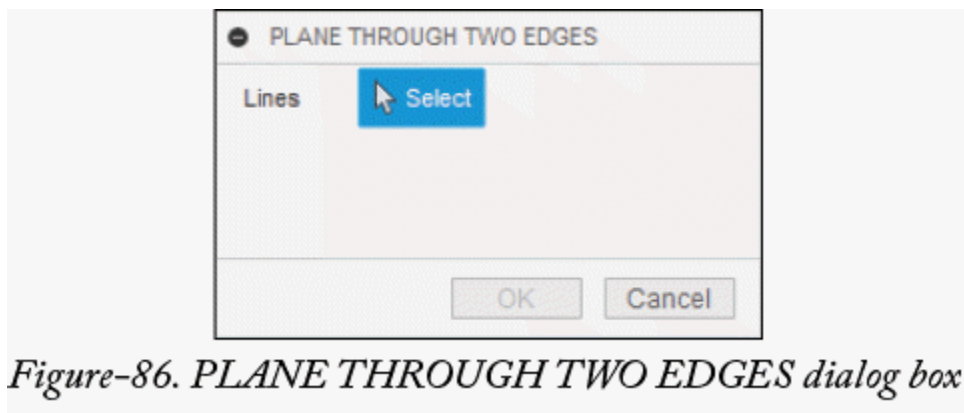 PLANE THROUGH TWO EDGES
Lines Select
OK Cancel
Figure-86. PLANE THROUGH TWO EDGES dialog box